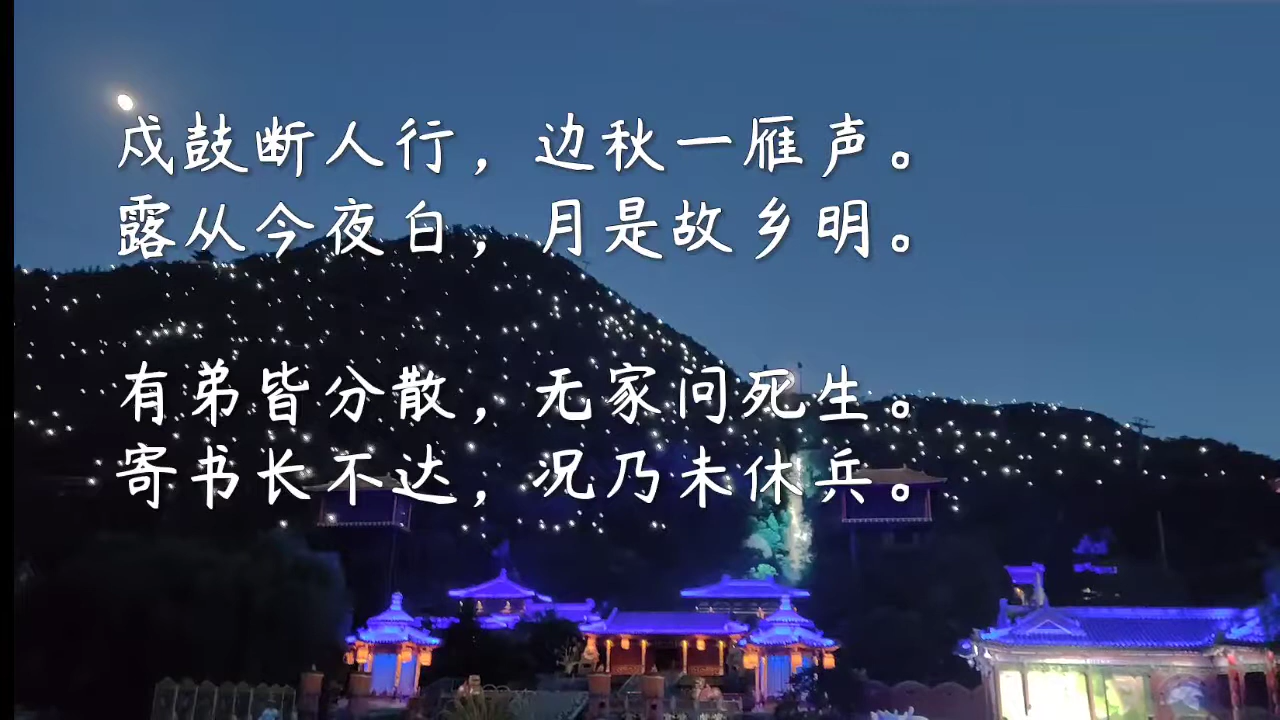 戍鼓断人行，边秋一雁声。
露从今夜白，月是故乡明。
有弟皆分散，无家问死生。
寄书长不达，况乃未休兵。